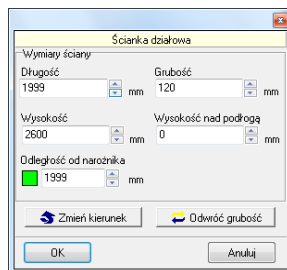 Ścianka działowa
Wymiary ściany
Długość Grubość
1999 mm 120 mm
Wysokość Wysokość nad podłogą
2600 mm 0 mm
Odległość od narożnika
1999 mm
Zmień kierunek Odwróć grubość
OK Anuluj